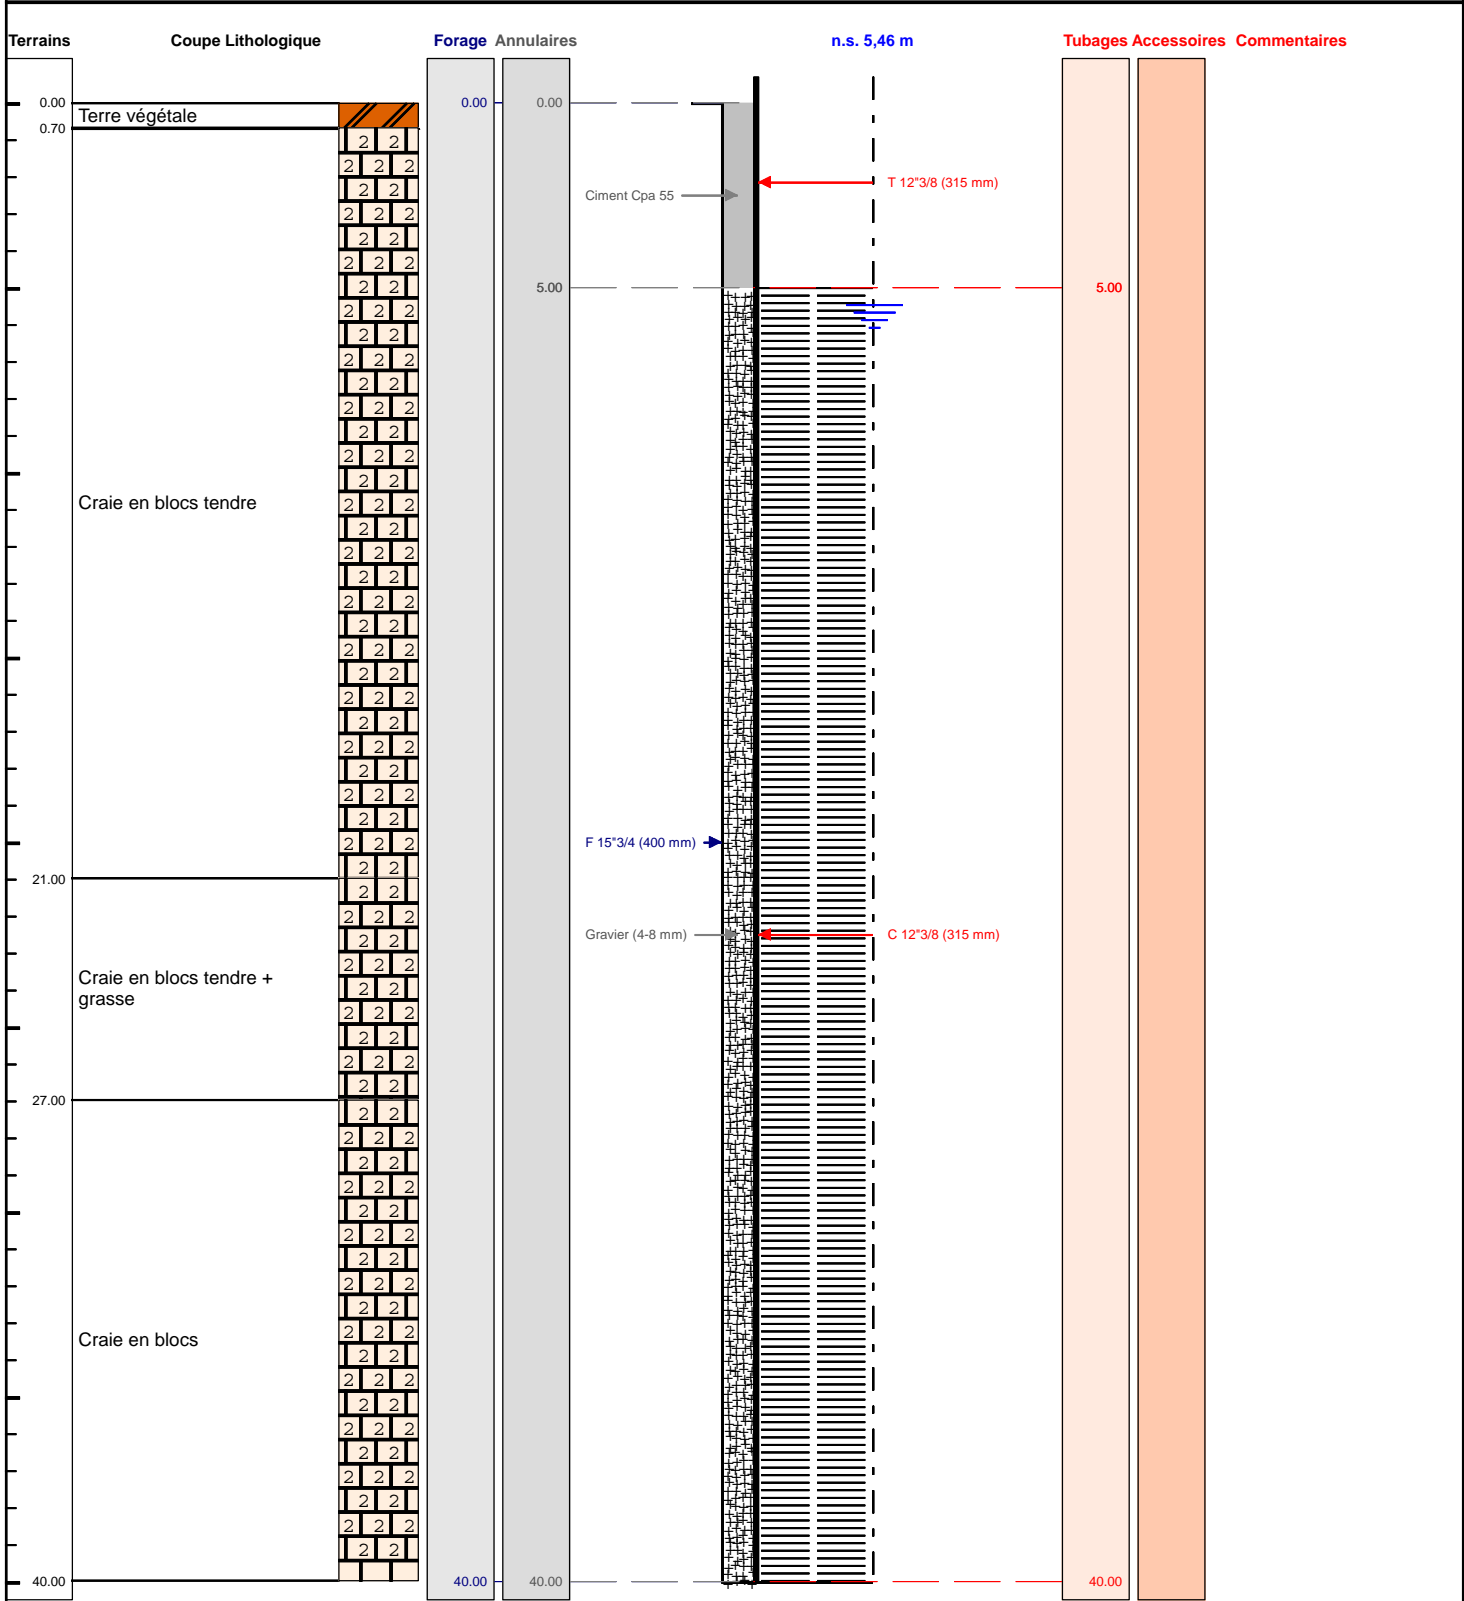 Terrains Coupe Lithologique Forage Annulaires n.s. 5,46 m Tubages Accessoires Commentaires
0.00 0.00 0.00
Terre végétale
0.70
T 12"3/8 (315 mm)
Ciment Cpa 55
5.00 5.00
Craie en blocs tendre
F 15"3/4 (400 mm)
21.00
Gravier (4-8 mm) C 12"3/8 (315 mm)
Craie en blocs tendre +
grasse
27.00
Craie en blocs
40.00 40.00 40.00 40.00